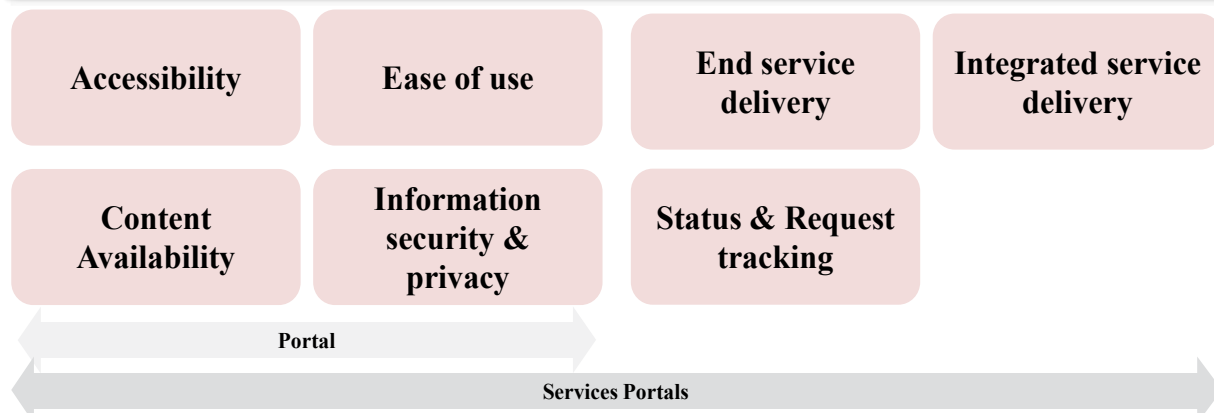 Accessibility
Ease of use
End service
delivery
Integrated service
delivery
Content
Availability
Information
security &
privacy
Status & Request
tracking
Portal
Services Portals